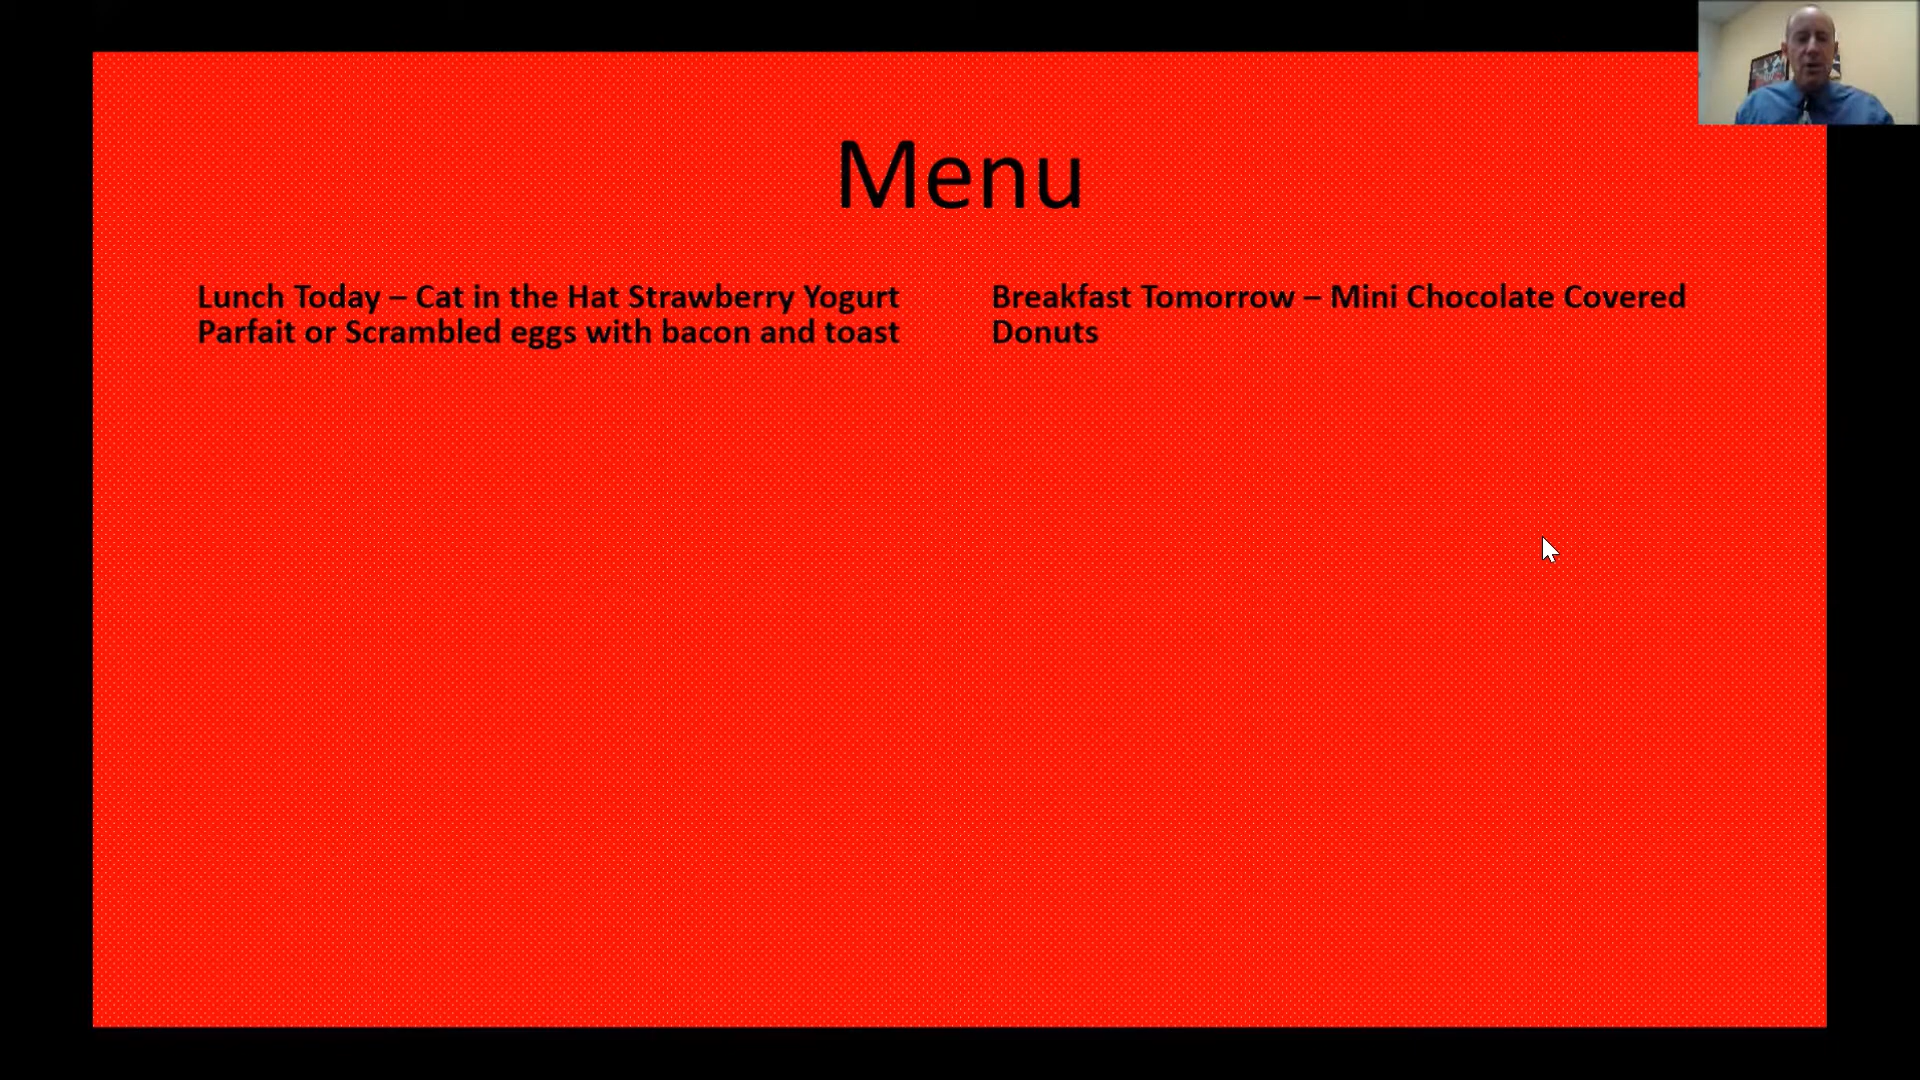 Menu
Lunch Today – Cat in the Hat Strawberry Yogurt
Parfait or Scrambled eggs with bacon and toast
Breakfast Tomorrow – Mini Chocolate Covered
Donuts